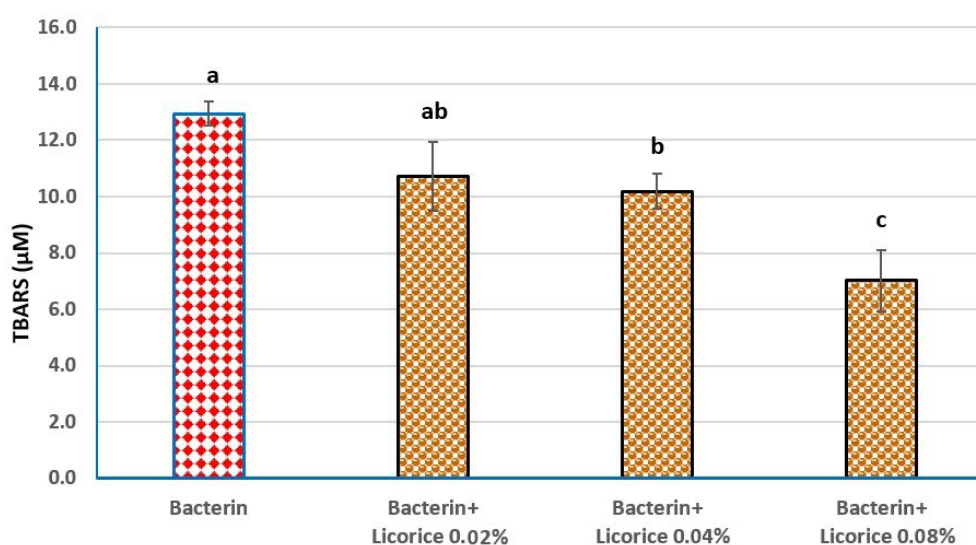 16.0
14.0
12.0
10.0
8.0
6.0
4.0
2.0
0.0
TBARS (µM)
a
ab
b
c
Bacterin
Bacterin+
Licorice 0.02%
Bacterin+
Licorice 0.04%
Bacterin+
Licorice 0.08%